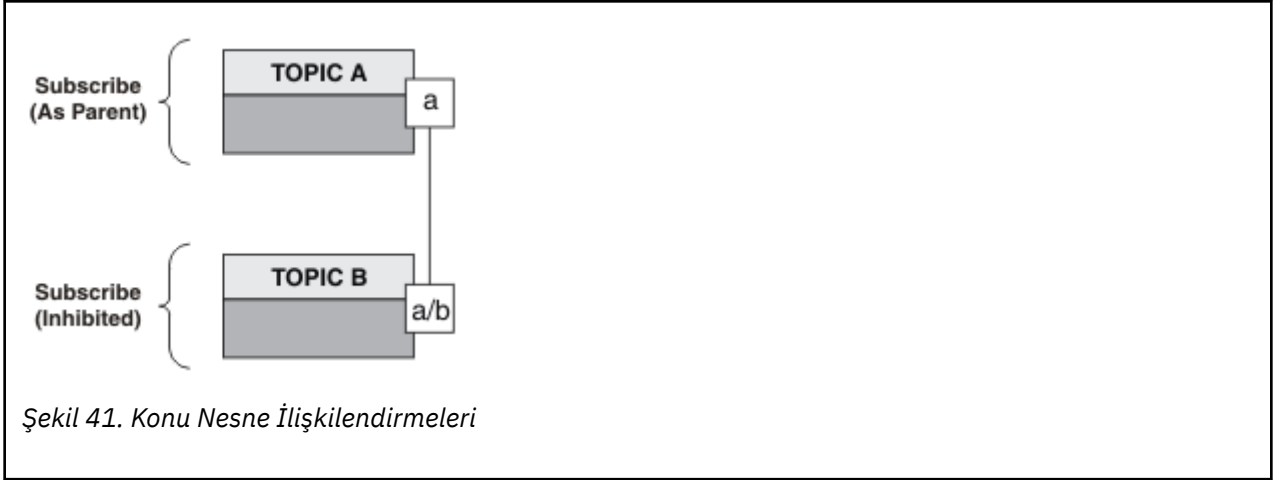 Subscribe
(As Parent)
TOPIC A
a
Subscribe
(Inhibited)
TOPIC B
a/b
Şekil 41. Konu Nesne İlişkilendirmeleri